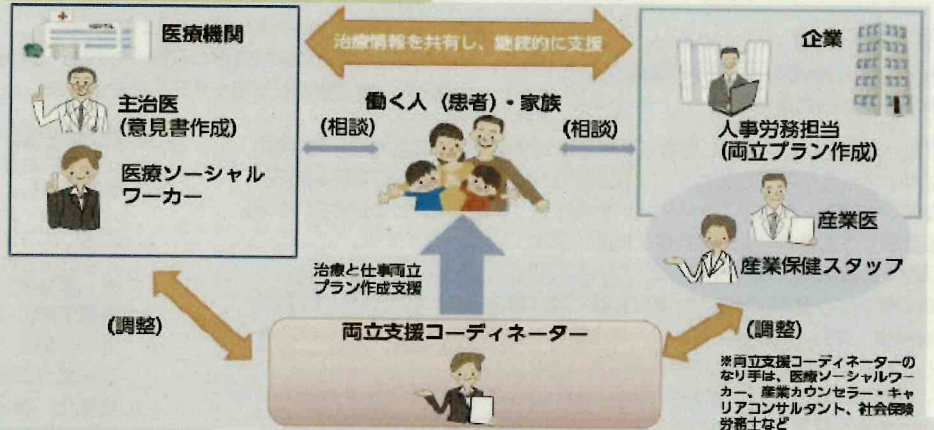 医療機関
主治医
(意見書作成)
医療ソーシャル
ワーカー
治療情報を共有し、継続的に支援
働く人（患者）・家族
(相談)
(相談)
企業
人事労務担当
(両立プラン作成)
産業医
産業保健スタッフ
治療と仕事両立
プラン作成支援
(調整)
両立支援コーディネーター
(調整)
※両立支援コーディネーターの
なり手は、医療ソーシャルワー
カー、産業カウンセラー・キャ
リアコンサルタント、社会保険
労務士など